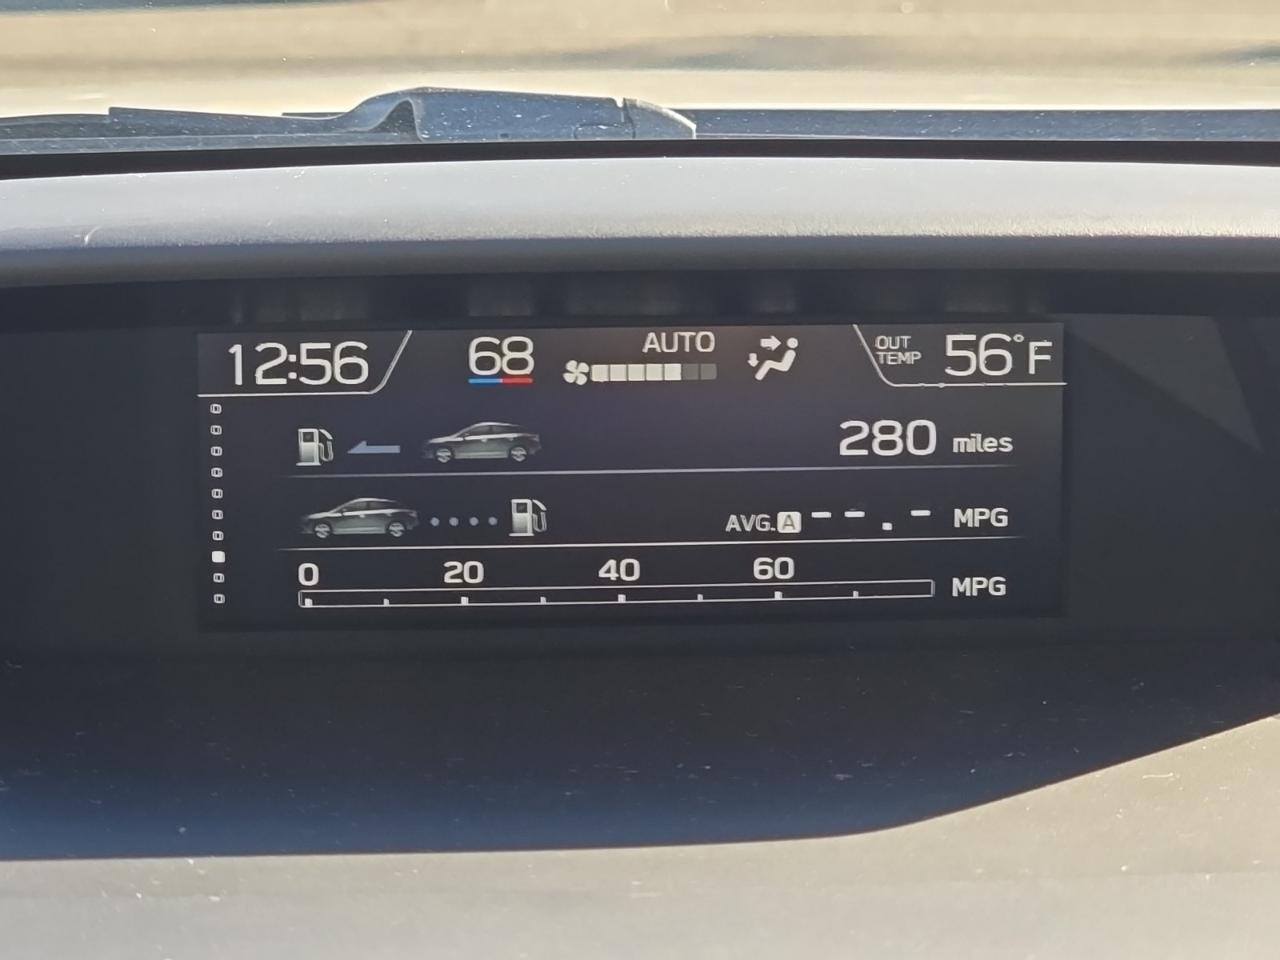 12:56 68 AUTO OUT TEMP 56°F
280 miles
AVG. A --.- MPG
0 20 40 60
MPG